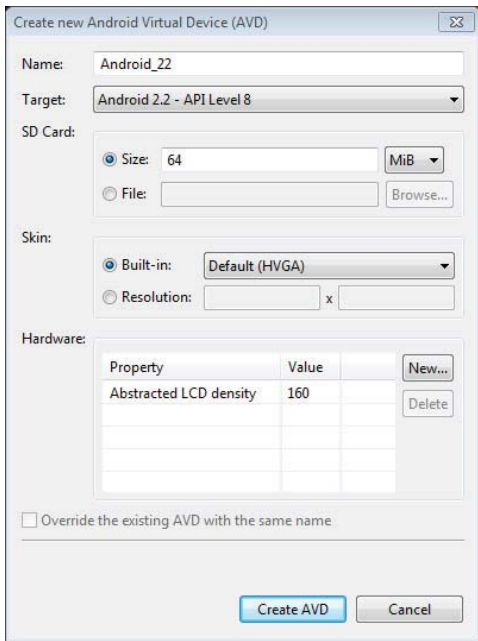 Create new Android Virtual Device (AVD)
Name: Android_22
Target: Android 2.2 - API Level 8
SD Card:
Size: 64 MiB
File: Browse...
Skin:
Built-in: Default (HVGA)
Resolution: x
Hardware:
Property Value New...
Abstracted LCD density 160
Delete
Override the existing AVD with the same name
Create AVD Cancel